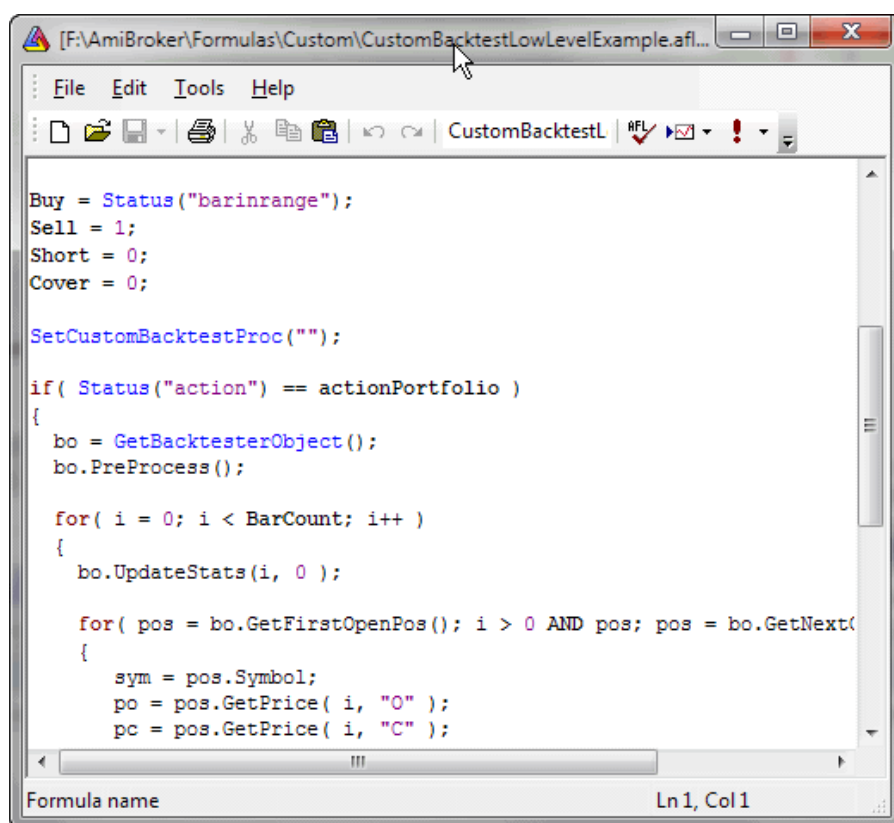 [F:\AmiBroker\Formulas\Custom\CustomBacktestLowLevelExample.afl...
File Edit Tools Help
CustomBacktestL AFL
Buy = Status("barinrange");
Sell = 1;
Short = 0;
Cover = 0;
SetCustomBacktestProc("");
if( Status("action") == actionPortfolio )
{
bo = GetBacktesterObject();
bo.PreProcess();
for( i = 0; i < BarCount; i++ )
{
bo.UpdateStats(i, 0 );
for( pos = bo.GetFirstOpenPos(); i > 0 AND pos; pos = bo.GetNext(
{
sym = pos.Symbol;
po = pos.GetPrice( i, "O" );
pc = pos.GetPrice( i, "C" );
Formula name Ln 1, Col 1